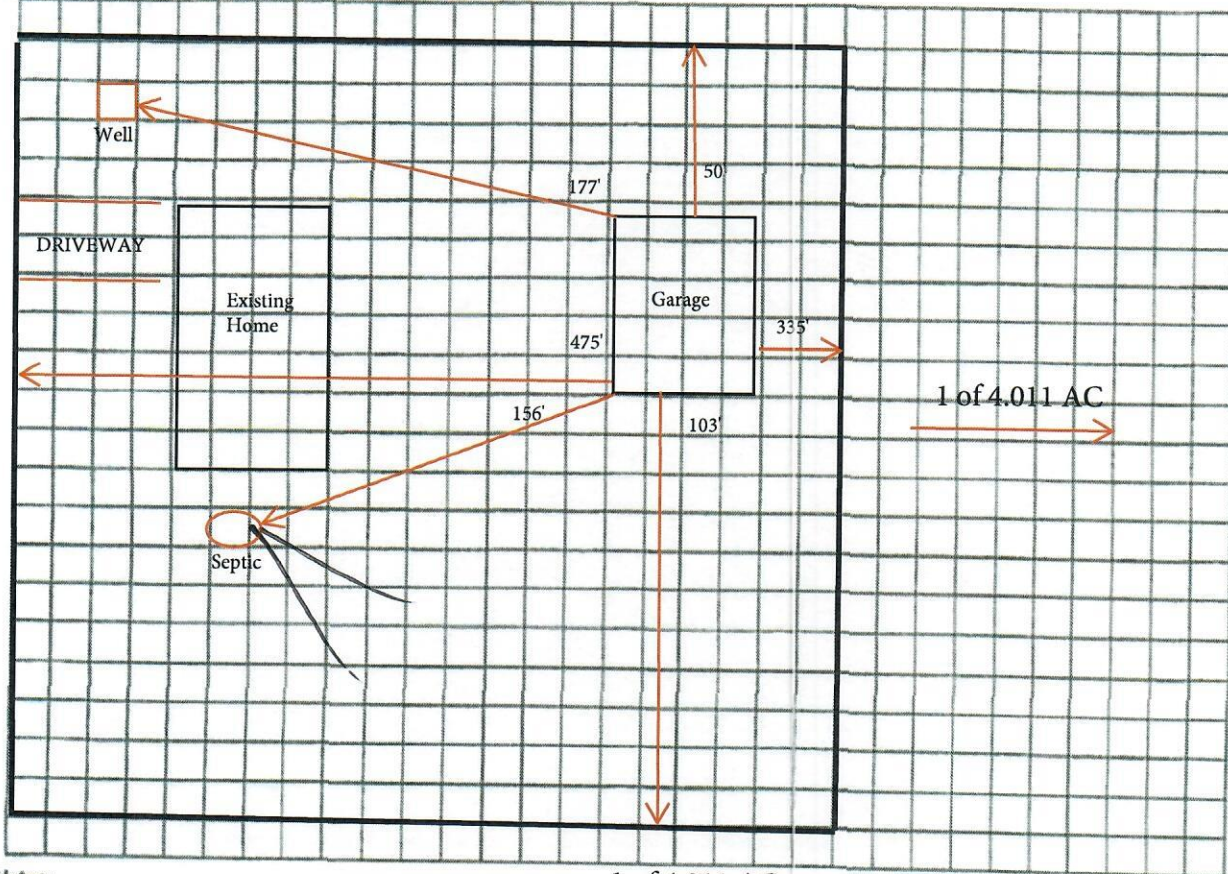 Well
177'
50'
DRIVEWAY
Existing
Home
Garage
475'
335'
156'
103'
1 of 4.011 AC
Septic